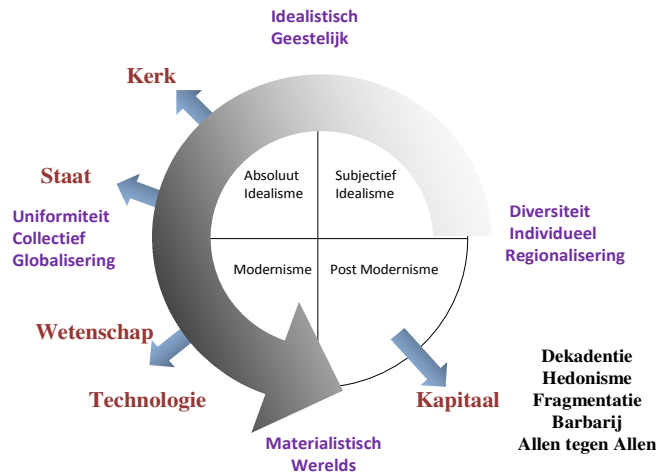 Idealistisch
Geestelijk
Kerk
Staat
Absoluut
Idealisme
Subjectief
Idealisme
Uniformiteit
Collectief
Globalisering
Diversiteit
Individueel
Regionalisering
Modernisme
Post Modernisme
Wetenschap
Technologie
Kapitaal
Dekadentie
Hedonisme
Fragmentatie
Barbarij
Allen tegen Allen
Materialistisch
Werelds